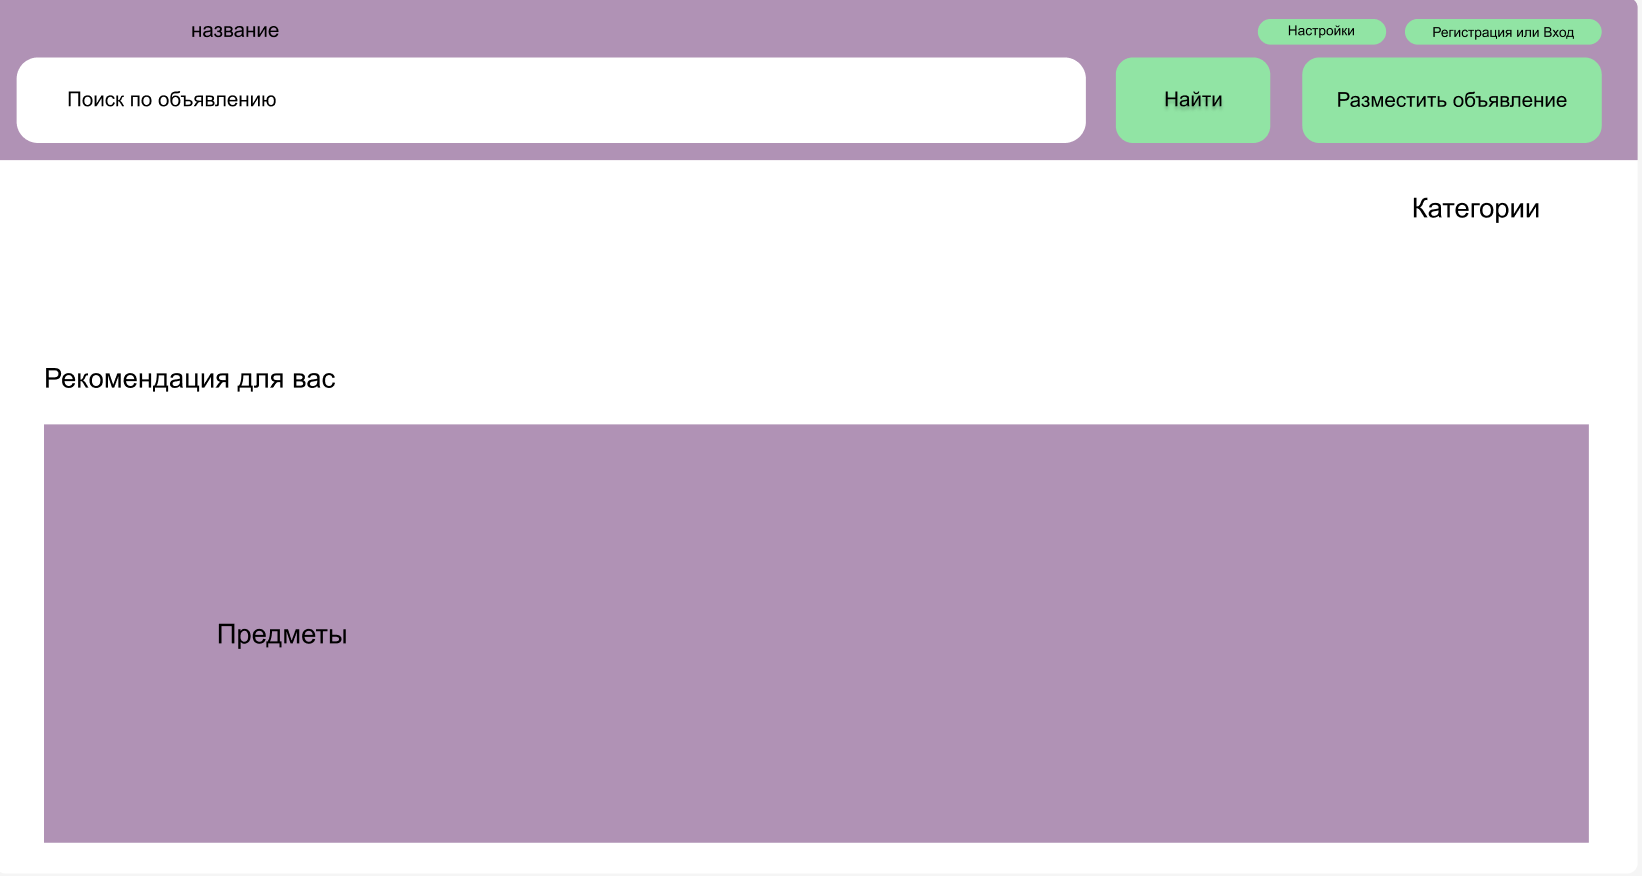 название
Настройки
Регистрация или Вход
Поиск по объявлению
Найти
Разместить объявление
Категории
Рекомендация для вас
Предметы